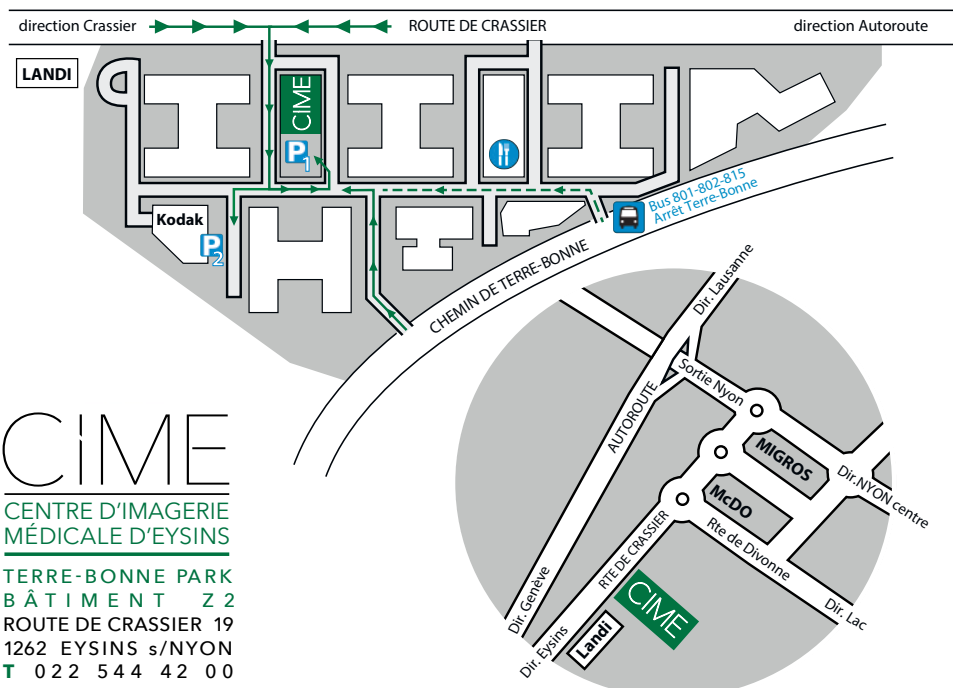 direction Crassier
ROUTE DE CRASSIER
direction Autoroute
LANDI
CIME
P1
Bus 801-802-815
Arrêt Terre-Bonne
Kodak
P2
CHEMIN DE TERRE-BONNE
Dir. Lausanne
Sortie Nyon
AUTOROUTE
MIGROS
McDO
Dir.NYON centre
Rte de Divonne
RTE DE CRASSIER
Dir. Genève
CIME
Dir. Lac
Landi
Dir. Eysins
CiME
CENTRE D'IMAGERIE
MÉDICALE D'EYSINS
TERRE-BONNE PARK
BÂTIMENT Z2
ROUTE DE CRASSIER 19
1262 EYSINS s/NYON
T 022 544 42 00